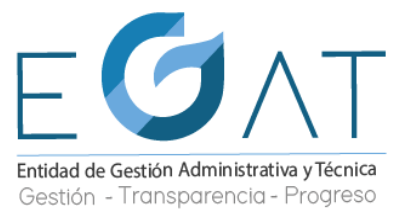 EGAT
Entidad de Gestión Administrativa y Técnica
Gestión - Transparencia - Progreso